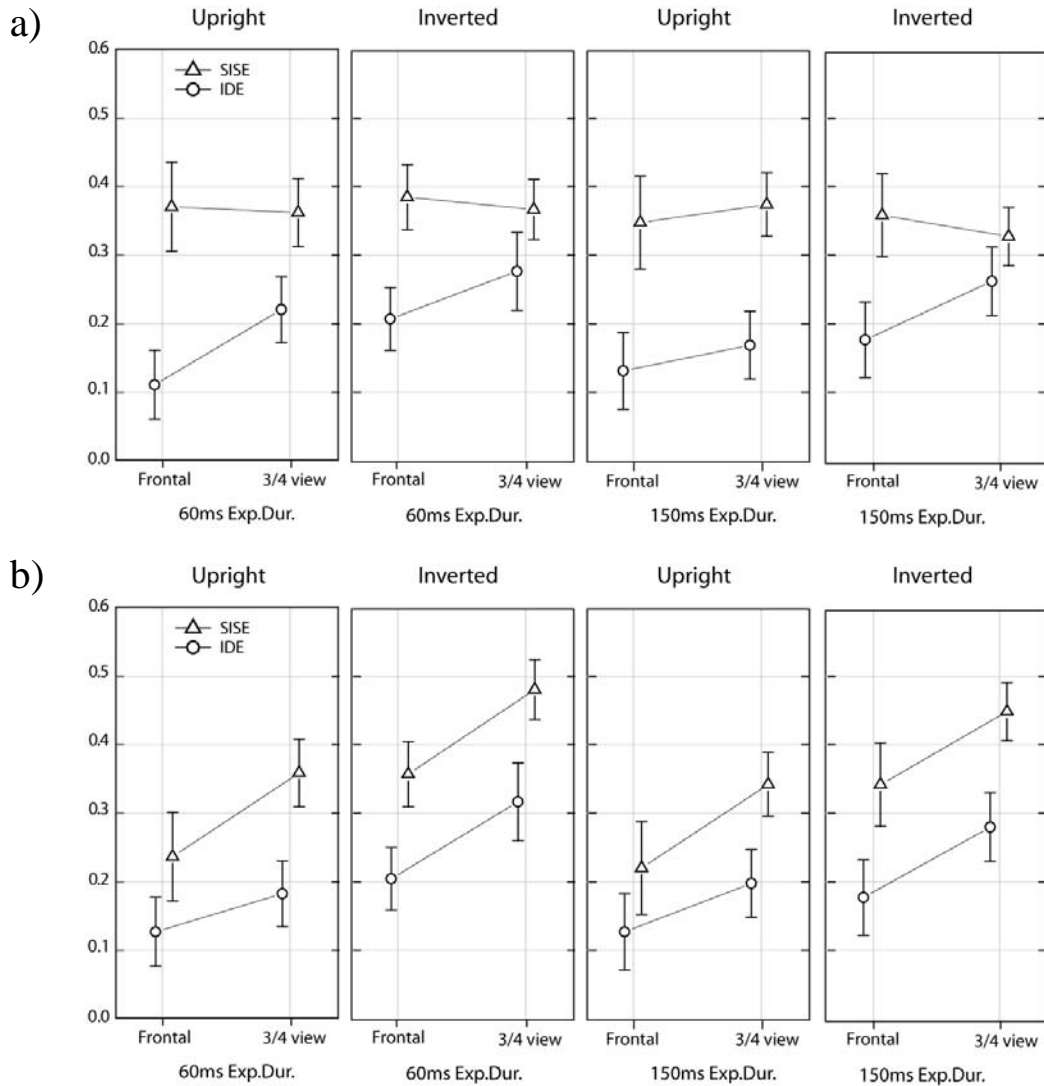 a)
Upright Inverted Upright Inverted
0.6
SISE
IDE
0.5
0.4
0.3
0.2
0.1
0.0
Frontal 3/4 view Frontal 3/4 view Frontal 3/4 view Frontal 3/4 view
60ms Exp.Dur. 60ms Exp.Dur. 150ms Exp.Dur. 150ms Exp.Dur.
b)
Upright Inverted Upright Inverted
0.6
SISE
IDE
0.5
0.4
0.3
0.2
0.1
0.0
Frontal 3/4 view Frontal 3/4 view Frontal 3/4 view Frontal 3/4 view
60ms Exp.Dur. 60ms Exp.Dur. 150ms Exp.Dur. 150ms Exp.Dur.